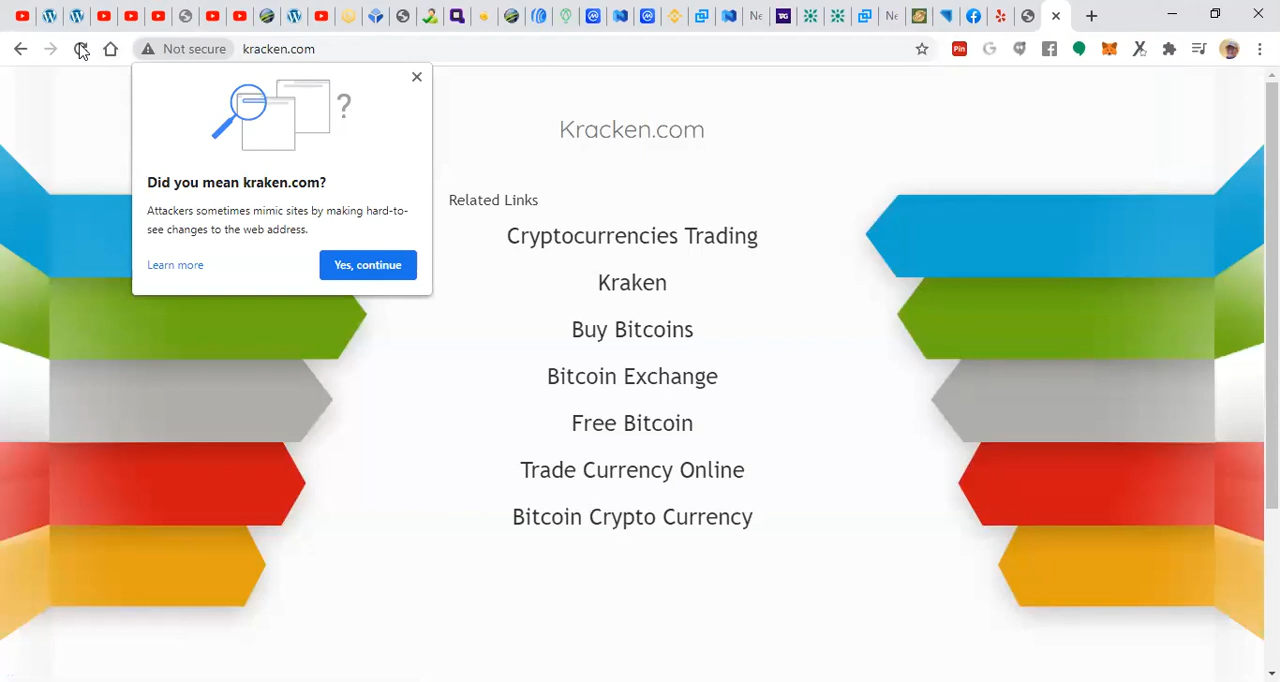 Not secure
kracken.com
Pin
Did you mean kraken.com?
Attackers sometimes mimic sites by making hard-to-
see changes to the web address.
Learn more
Yes, continue
Kracken.com
Related Links
Cryptocurrencies Trading
Kraken
Buy Bitcoins
Bitcoin Exchange
Free Bitcoin
Trade Currency Online
Bitcoin Crypto Currency